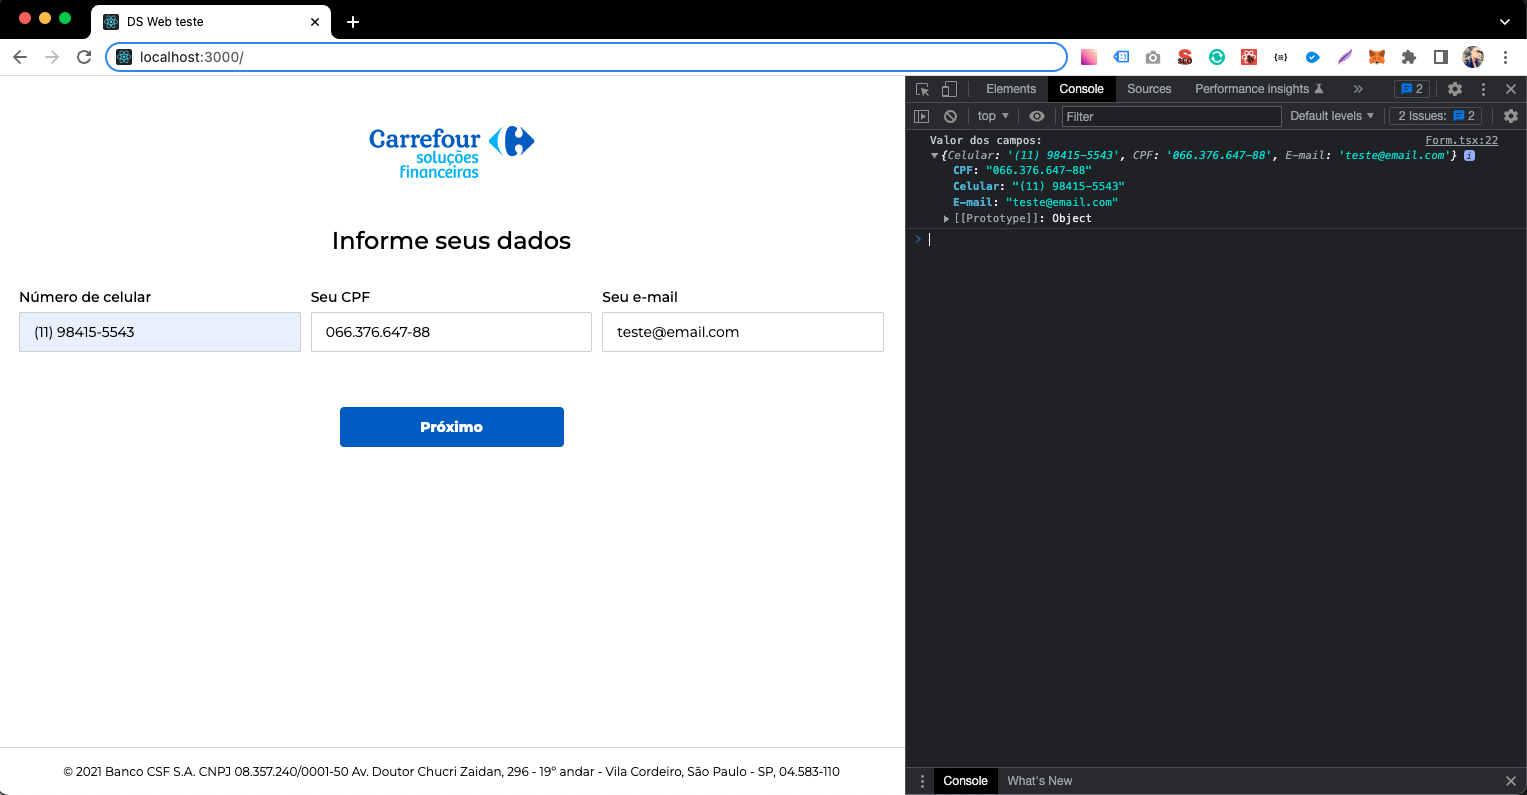 DS Web teste
localhost:3000/
SEO
Elements Console Sources Performance insights 2
top Filter Default levels 2 Issues: 2
Carrefour
soluções
financeiras
Informe seus dados
Número de celular Seu CPF Seu e-mail
(11) 98415-5543 066.376.647-88 teste@email.com
Próximo
© 2021 Banco CSF S.A. CNPJ 08.357.240/0001-50 Av. Doutor Chucri Zaidan, 296 - 19º andar - Vila Cordeiro, São Paulo - SP, 04.583-110
Valor dos campos: Form.tsx:22
{Celular: '(11) 98415-5543', CPF: '066.376.647-88', E-mail: 'teste@email.com'} i
CPF: "066.376.647-88"
Celular: "(11) 98415-5543"
E-mail: "teste@email.com"
[[Prototype]]: Object
Console What's New